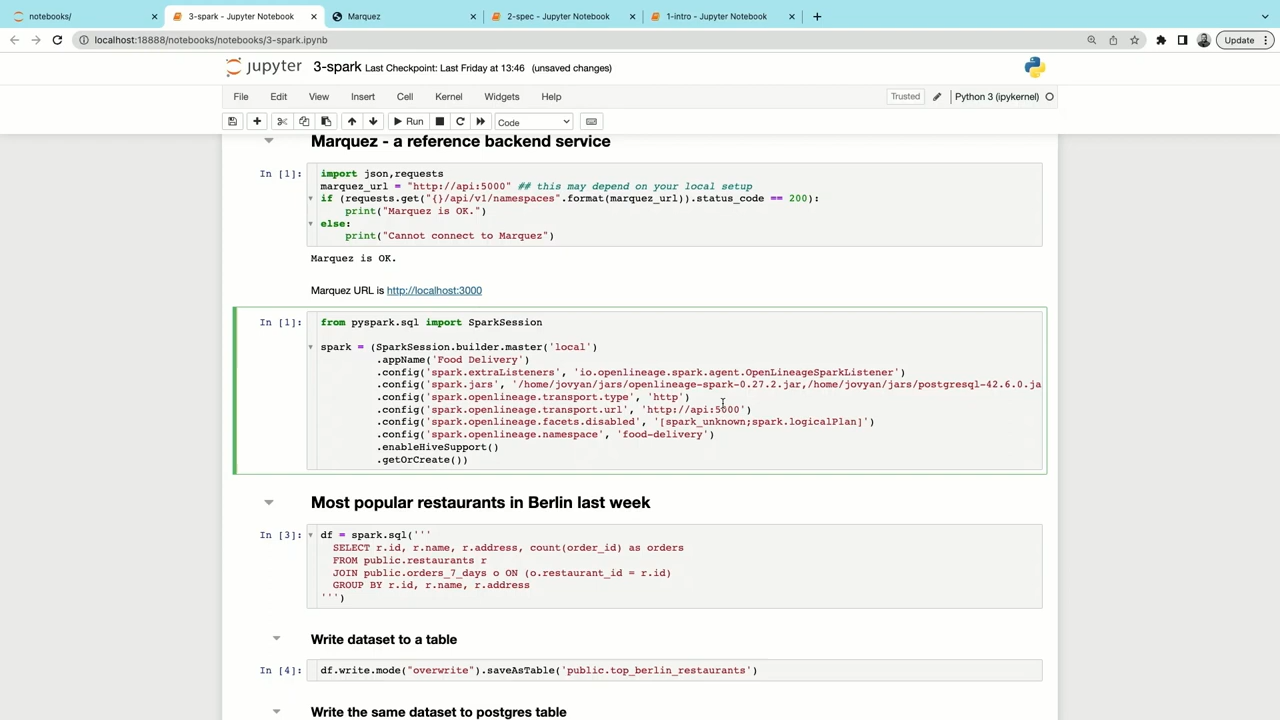 notebooks/
3-spark - Jupyter Notebook
Marquez
2-spec - Jupyter Notebook
1-intro - Jupyter Notebook
localhost:18888/notebooks/notebooks/3-spark.ipynb
Update
jupyter 3-spark Last Checkpoint: Last Friday at 13:46 (unsaved changes)
File Edit View Insert Cell Kernel Widgets Help
Trusted
Python 3 (ipykernel)
Run
Code
Marquez - a reference backend service
In [1]:
import json,requests
marquez_url = "http://api:5000" ## this may depend on your local setup
if (requests.get("{}/api/v1/namespaces".format(marquez_url)).status_code == 200):
    print("Marquez is OK.")
else:
    print("Cannot connect to Marquez")
Marquez is OK.
Marquez URL is http://localhost:3000
In [1]:
from pyspark.sql import SparkSession
spark = (SparkSession.builder.master('local')
         .appName('Food Delivery')
         .config('spark.extraListeners', 'io.openlineage.spark.agent.OpenLineageSparkListener')
         .config('spark.jars', '/home/jovyan/jars/openlineage-spark-0.27.2.jar,/home/jovyan/jars/postgresql-42.6.0.ja
         .config('spark.openlineage.transport.type', 'http')
         .config('spark.openlineage.transport.url', 'http://api:5000')
         .config('spark.openlineage.facets.disabled', '[spark_unknown;spark.logicalPlan]')
         .config('spark.openlineage.namespace', 'food-delivery')
         .enableHiveSupport()
         .getOrCreate())
Most popular restaurants in Berlin last week
In [3]:
df = spark.sql('''
  SELECT r.id, r.name, r.address, count(order_id) as orders
  FROM public.restaurants r
  JOIN public.orders_7_days o ON (o.restaurant_id = r.id)
  GROUP BY r.id, r.name, r.address
''')
Write dataset to a table
In [4]:
df.write.mode("overwrite").saveAsTable('public.top_berlin_restaurants')
Write the same dataset to postgres table